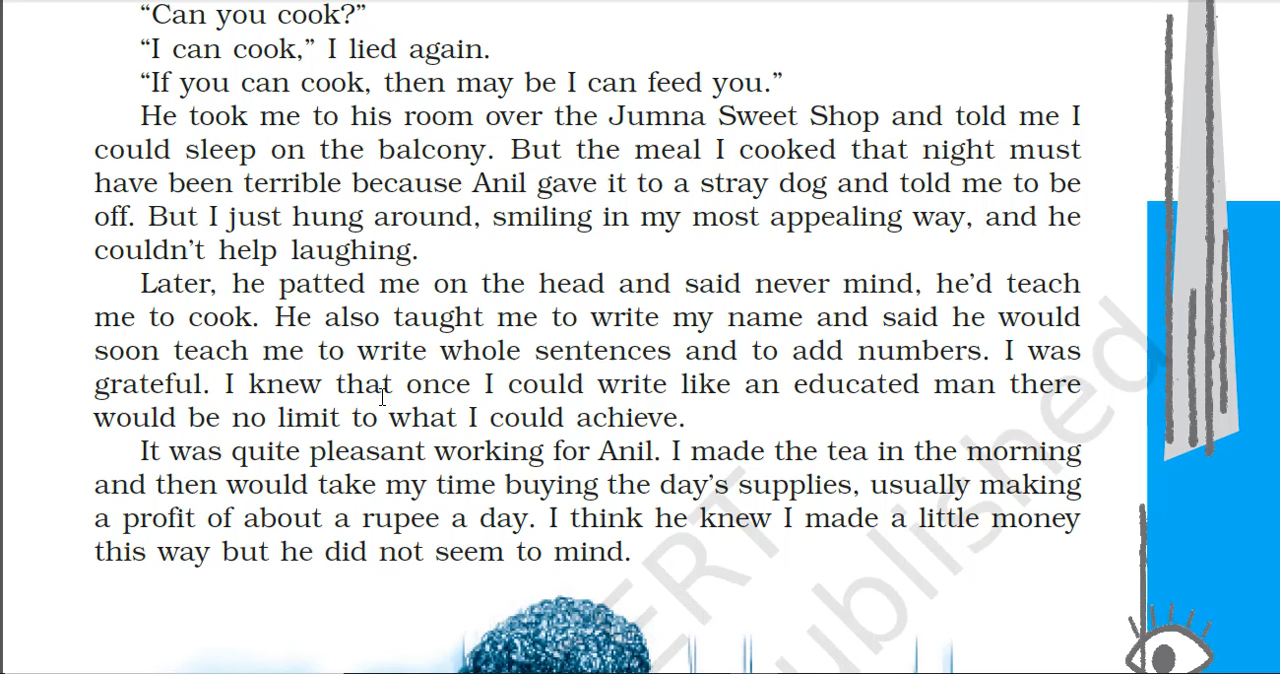 “Can you cook?”
“I can cook,” I lied again.
“If you can cook, then may be I can feed you.”
He took me to his room over the Jumna Sweet Shop and told me I
could sleep on the balcony. But the meal I cooked that night must
have been terrible because Anil gave it to a stray dog and told me to be
off. But I just hung around, smiling in my most appealing way, and he
couldn’t help laughing.
Later, he patted me on the head and said never mind, he’d teach
me to cook. He also taught me to write my name and said he would
soon teach me to write whole sentences and to add numbers. I was
grateful. I knew that once I could write like an educated man there
would be no limit to what I could achieve.
It was quite pleasant working for Anil. I made the tea in the morning
and then would take my time buying the day’s supplies, usually making
a profit of about a rupee a day. I think he knew I made a little money
this way but he did not seem to mind.